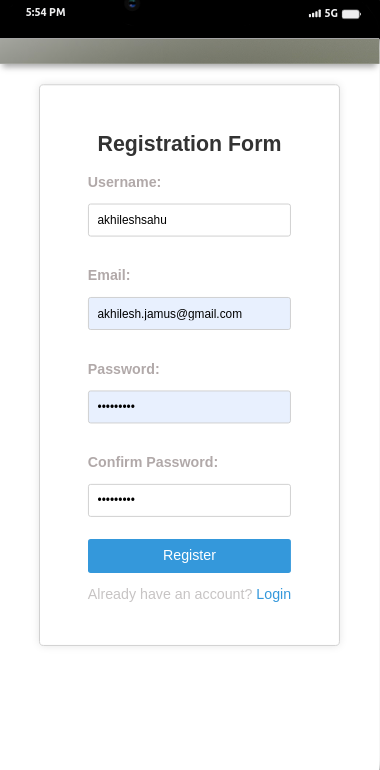 5:54 PM 5G
Registration Form
Username:
akhileshsahu
Email:
akhilesh.jamus@gmail.com
Password:
•••••••••
Confirm Password:
•••••••••
Register
Already have an account? Login